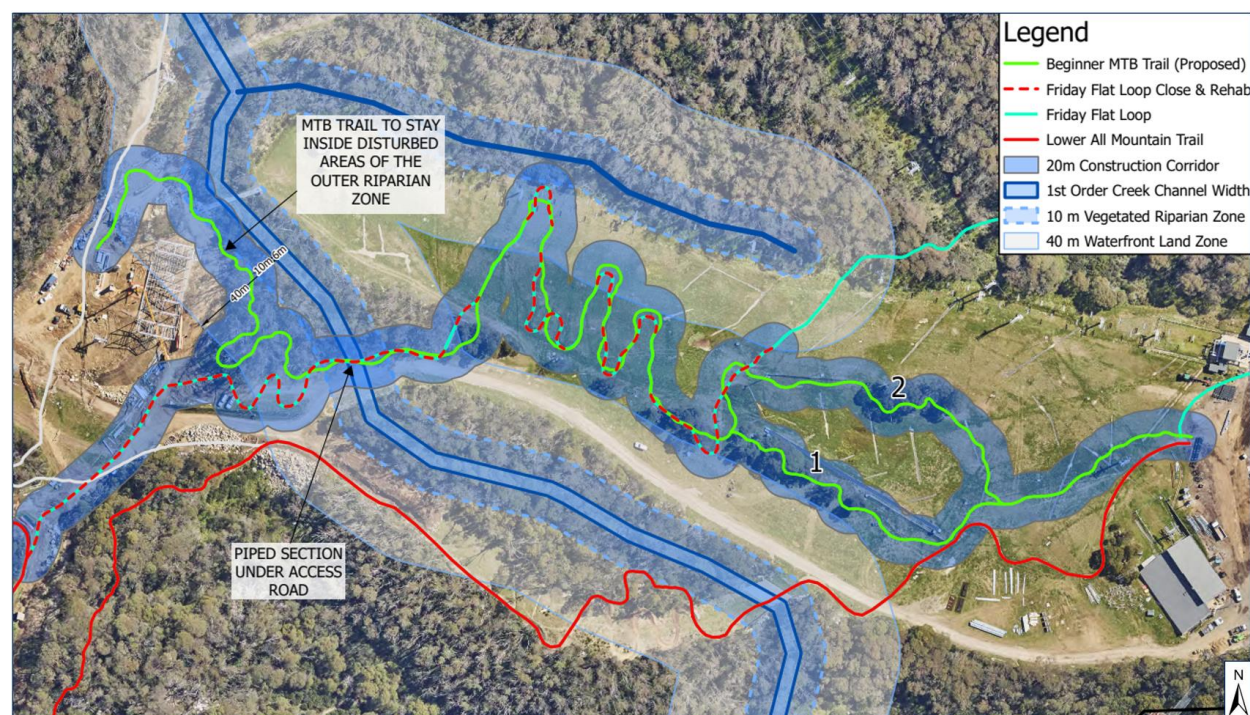 Legend
Beginner MTB Trail (Proposed)
Friday Flat Loop Close & Rehab
Friday Flat Loop
Lower All Mountain Trail
20m Construction Corridor
1st Order Creek Channel Width
10 m Vegetated Riparian Zone
40 m Waterfront Land Zone
MTB TRAIL TO STAY
INSIDE DISTURBED
AREAS OF THE
OUTER RIPARIAN
ZONE
40m 10m 6m
2
1
PIPED SECTION
UNDER ACCESS
ROAD
N